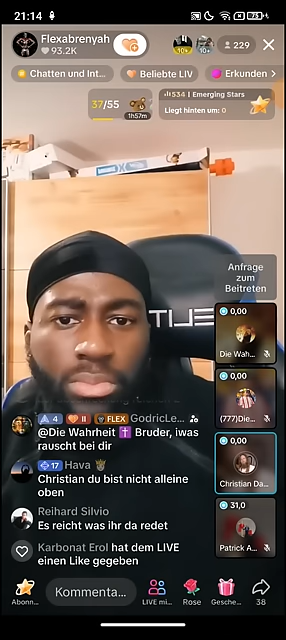 21:14
75
Flexabrenyah
93.2K
10+
10+
229
Chatten und Int...
Beliebte LIV
Erkunden >
37/55
1h57m
534 | Emerging Stars
Liegt hinten um: 0
Anfrage
zum
Beitreten
0,00
Die Wah...
0,00
(777)Die...
0,00
Christian Da...
31,0
Patrick A...
4 II FLEX GodricLe...
@Die Wahrheit ✝️ Bruder, iwas
rauscht bei dir
17 Hava
Christian du bist nicht alleine
oben
Reihard Silvio
Es reicht was ihr da redet
Karbonat Erol hat dem LIVE
einen Like gegeben
Abonn...
Kommenta...
LIVE mi...
Rose
Gesche...
38